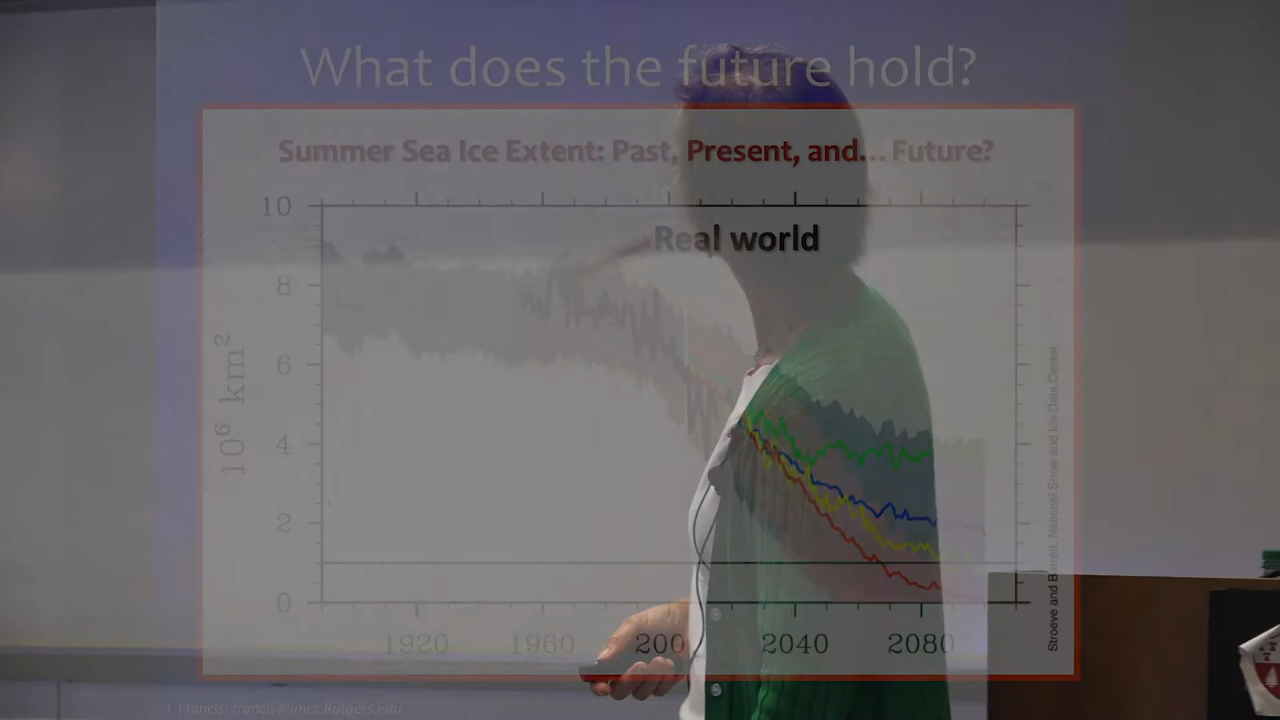 What does the future hold?
Summer Sea Ice Extent: Past, Present, and... Future?
Real world
10
8
6
4
2
0
10⁶ km²
1920 1960 200 2040 2080
Stroeve and Barrett, National Snow and Ice Data Center
J. Francis: francis@imcs.Rutgers.edu